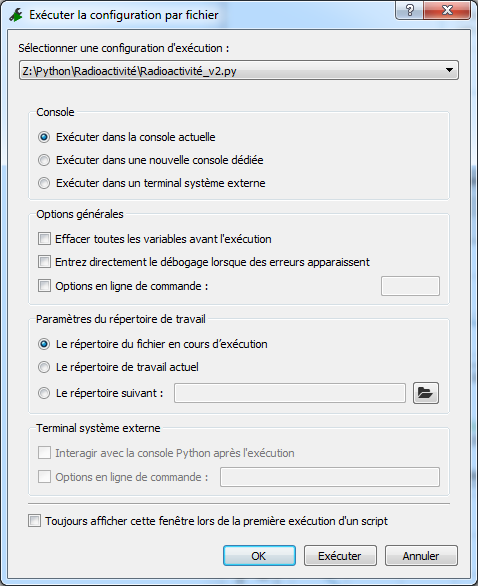 Exécuter la configuration par fichier
Sélectionner une configuration d'exécution :
Z:\Python\Radioactivité\Radioactivité_v2.py
Console
Exécuter dans la console actuelle
Exécuter dans une nouvelle console dédiée
Exécuter dans un terminal système externe
Options générales
Effacer toutes les variables avant l'exécution
Entrez directement le débogage lorsque des erreurs apparaissent
Options en ligne de commande :
Paramètres du répertoire de travail
Le répertoire du fichier en cours d’exécution
Le répertoire de travail actuel
Le répertoire suivant :
Terminal système externe
Interagir avec la console Python après l'exécution
Options en ligne de commande :
Toujours afficher cette fenêtre lors de la première exécution d'un script
OK Exécuter Annuler